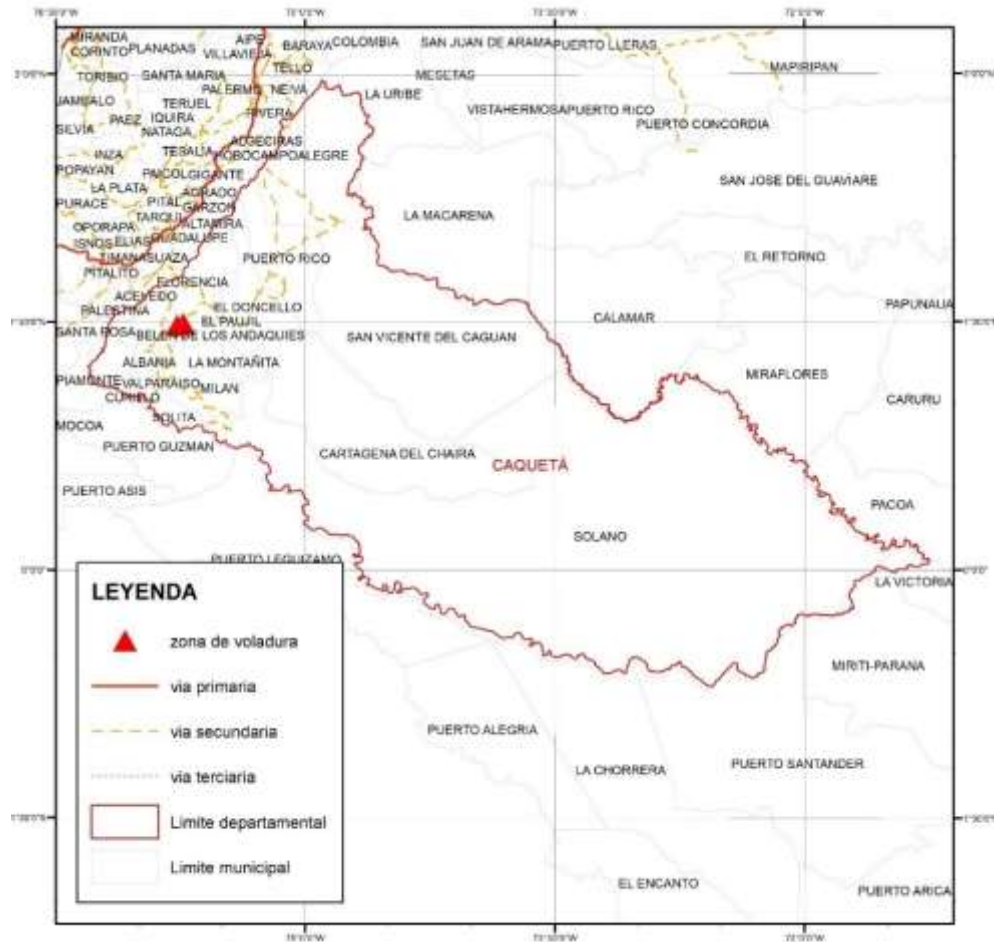 MIRANDA
AIPE
COLOMBIA
SAN JUAN DE ARAMA
PUERTO LLERAS
CORINTO
PLANADAS
VILLAVIEJA
BARAYA
TORIBIO
SANTA MARIA
TELLO
MESETAS
MAPIRIPAN
PALERMO
NEIVA
LA URIBE
JAMBALO
TERUEL
RIVERA
VISTAHERMOSA
PUERTO RICO
PAEZ
IQUIRA
PUERTO CONCORDIA
SILVIA
NATAGA
ALGECIRAS
INZA
TESALIA
HOBO
CAMPOALEGRE
POPAYAN
PAICOL
GIGANTE
SAN JOSE DEL GUAVIARE
LA PLATA
AGRADO
PURACE
PITAL
GARZON
LA MACARENA
TARQUI
ALTAMIRA
OPORAPA
ISNOS
ELIAS
GUADALUPE
TIMANA
SUAZA
PUERTO RICO
EL RETORNO
PITALITO
FLORENCIA
ACEVEDO
EL DONCELLO
PAPUNAUA
PALESTINA
EL PAUJIL
CALAMAR
SANTA ROSA
BELEN DE LOS ANDAQUIES
SAN VICENTE DEL CAGUAN
ALBANIA
LA MONTAÑITA
MIRAFLORES
PIAMONTE
VALPARAISO
MILAN
CURILLO
CARURU
SOLITA
MOCOA
PUERTO GUZMAN
CARTAGENA DEL CHAIRA
CAQUETÁ
PUERTO ASIS
PACOA
SOLANO
PUERTO LEGUIZAMO
LA VICTORIA
MIRITI-PARANA
PUERTO ALEGRIA
PUERTO SANTANDER
LA CHORRERA
EL ENCANTO
PUERTO ARICA
LEYENDA
zona de voladura
via primaria
via secundaria
via terciaria
Limite departamental
Limite municipal